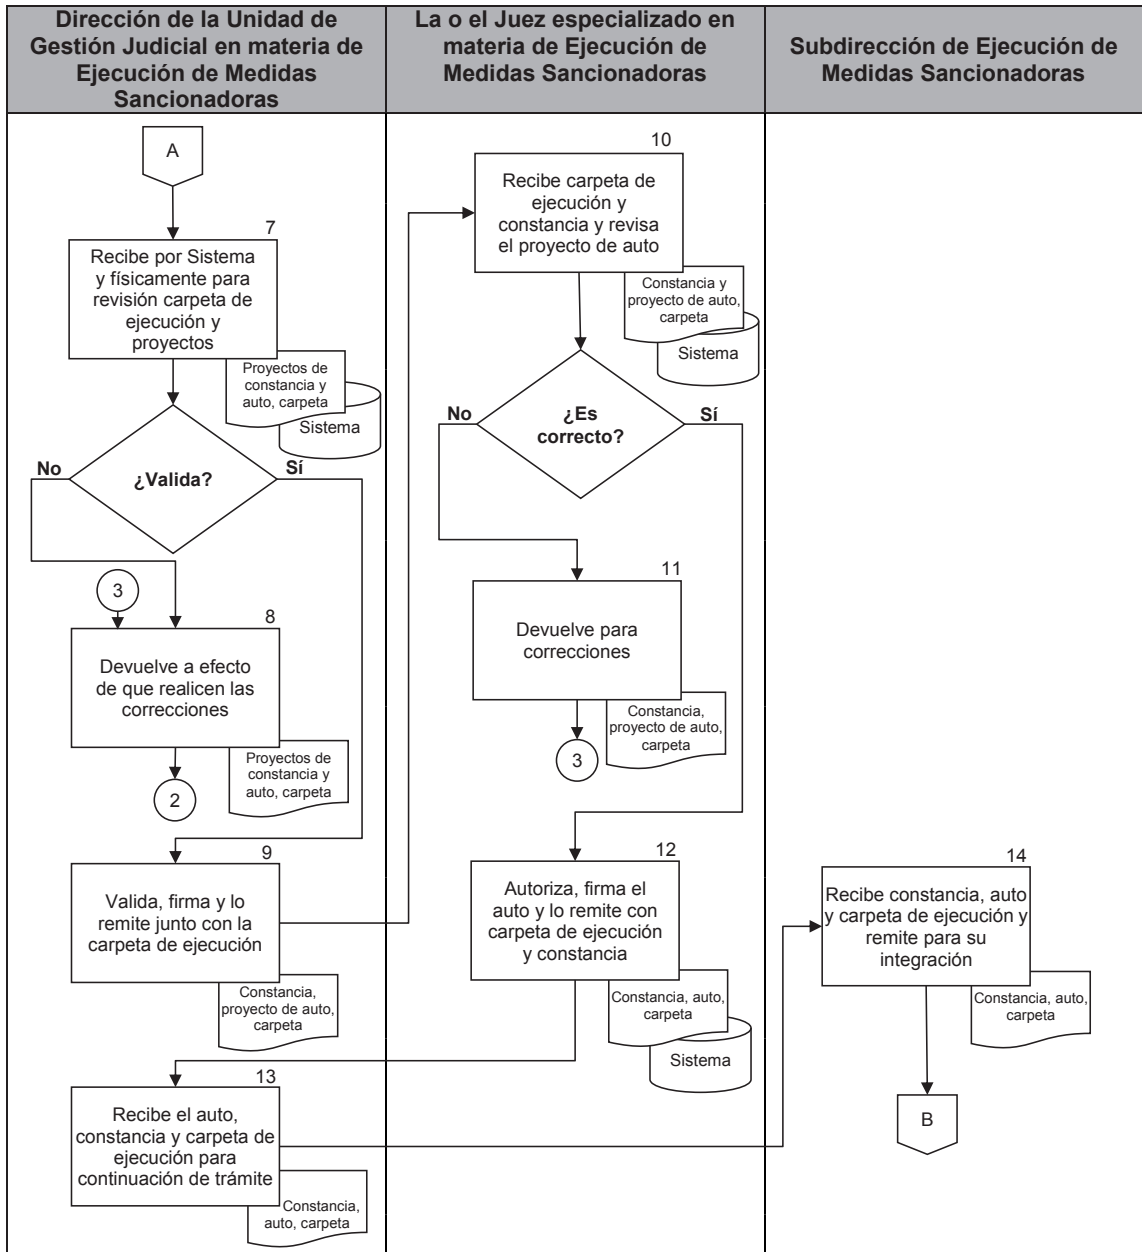 Dirección de la Unidad de
Gestión Judicial en materia de
Ejecución de Medidas
Sancionadoras
La o el Juez especializado en
materia de Ejecución de
Medidas Sancionadoras
Subdirección de Ejecución de
Medidas Sancionadoras
A
7
Recibe por Sistema
y físicamente para
revisión carpeta de
ejecución y
proyectos
Proyectos de
constancia y
auto, carpeta
Sistema
¿Valida?
No
Sí
3
8
Devuelve a efecto
de que realicen las
correcciones
Proyectos de
constancia y
auto, carpeta
2
9
Valida, firma y lo
remite junto con la
carpeta de ejecución
Constancia,
proyecto de auto,
carpeta
10
Recibe carpeta de
ejecución y
constancia y revisa
el proyecto de auto
Constancia y
proyecto de auto,
carpeta
Sistema
¿Es
correcto?
No
Sí
11
Devuelve para
correcciones
Constancia,
proyecto de auto,
carpeta
3
12
Autoriza, firma el
auto y lo remite con
carpeta de ejecución
y constancia
Constancia, auto,
carpeta
Sistema
13
Recibe el auto,
constancia y carpeta de
ejecución para
continuación de trámite
Constancia,
auto, carpeta
14
Recibe constancia, auto
y carpeta de ejecución y
remite para su
integración
Constancia, auto,
carpeta
B